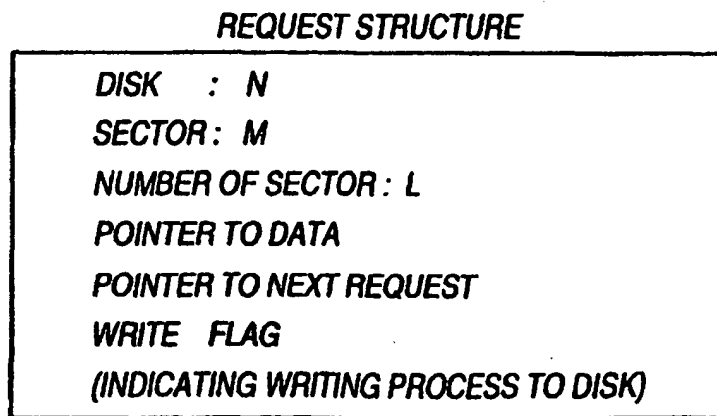 REQUEST STRUCTURE
DISK : N
SECTOR : M
NUMBER OF SECTOR : L
POINTER TO DATA
POINTER TO NEXT REQUEST
WRITE FLAG
(INDICATING WRITING PROCESS TO DISK)